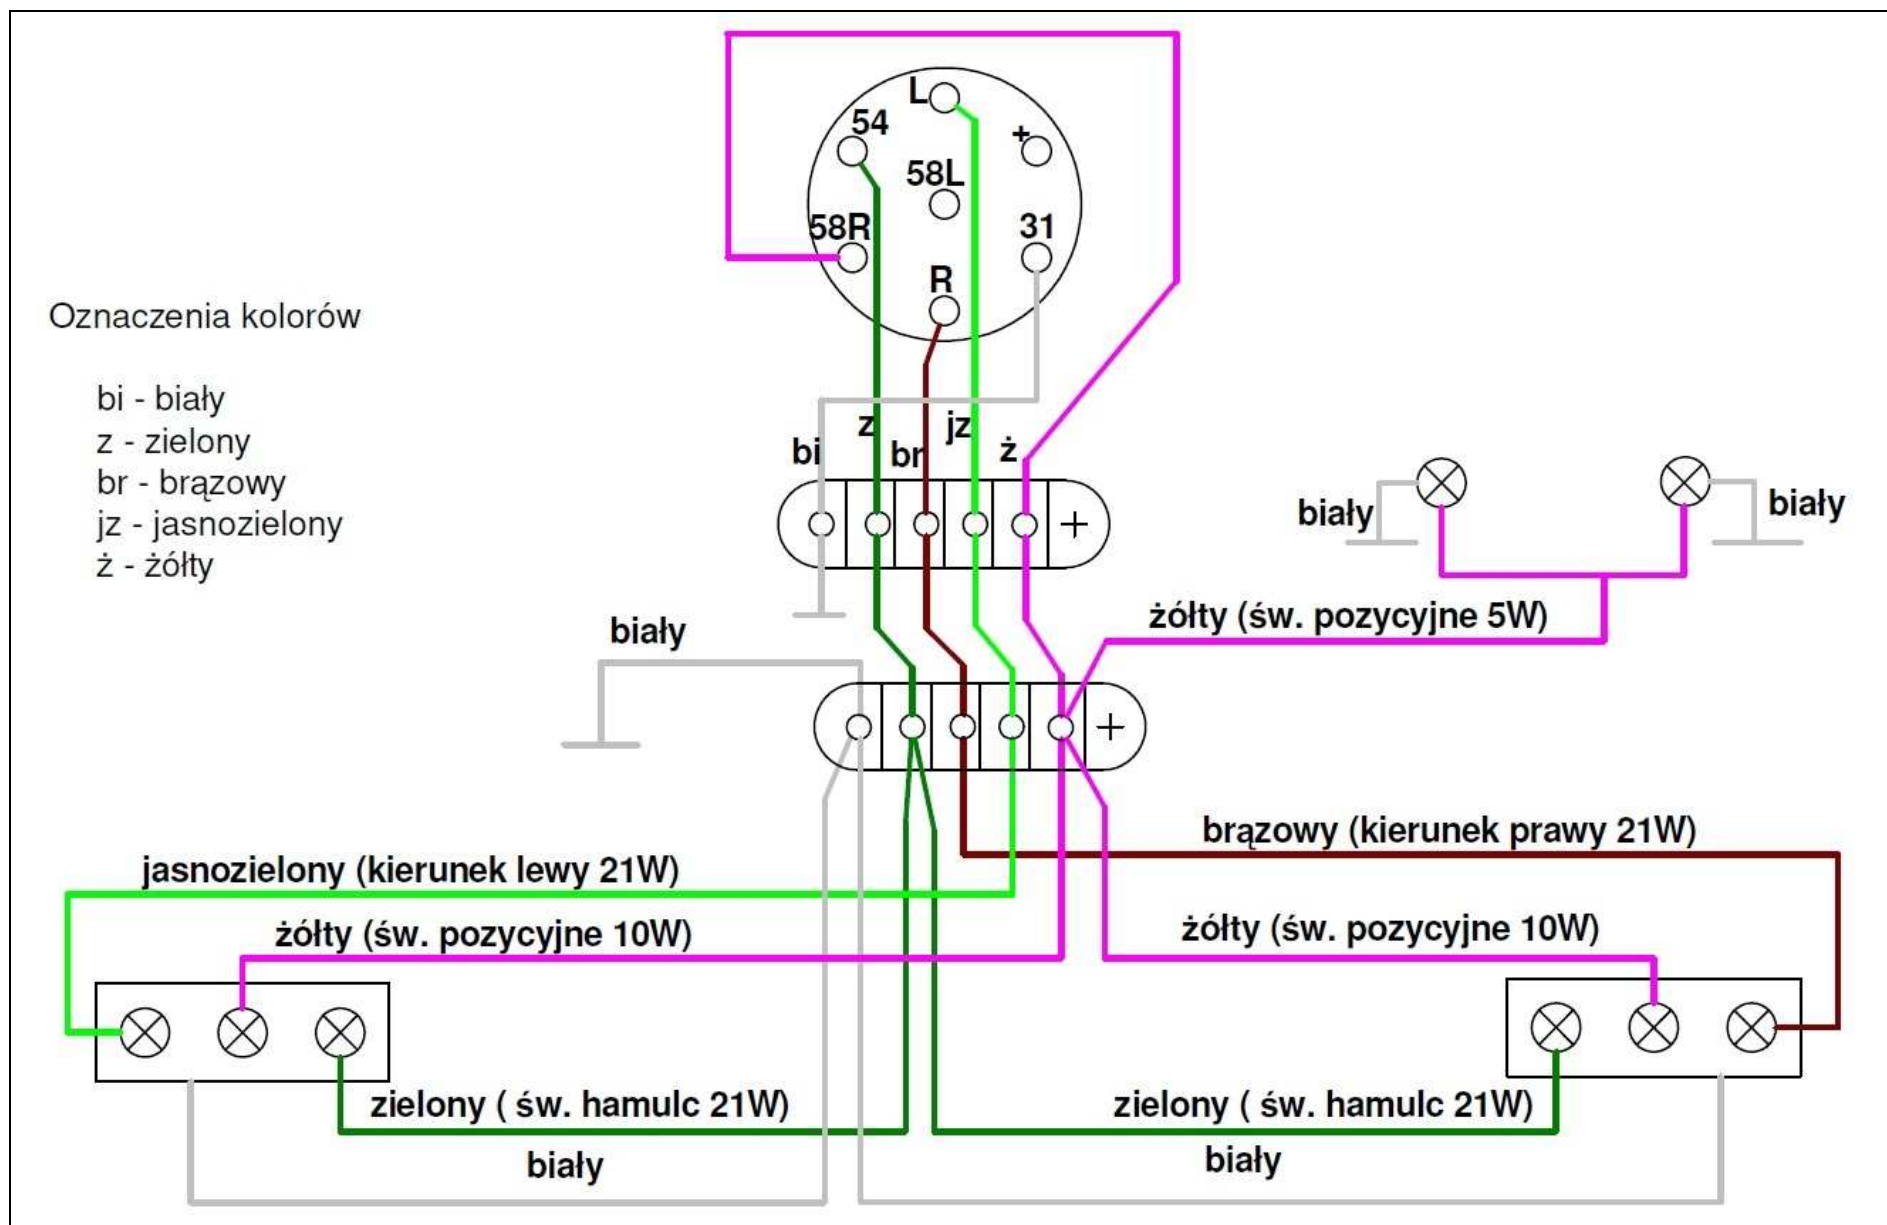 L
54
+
58L
58R
31
R
Oznaczenia kolorów
bi - biały
z - zielony
br - brązowy
jz - jasnozielony
ż - żółty
z
jz
bi
br
ż
+
biały
biały
żółty (św. pozycyjne 5W)
biały
+
brązowy (kierunek prawy 21W)
jasnozielony (kierunek lewy 21W)
żółty (św. pozycyjne 10W)
żółty (św. pozycyjne 10W)
zielony ( św. hamulc 21W)
zielony ( św. hamulc 21W)
biały
biały